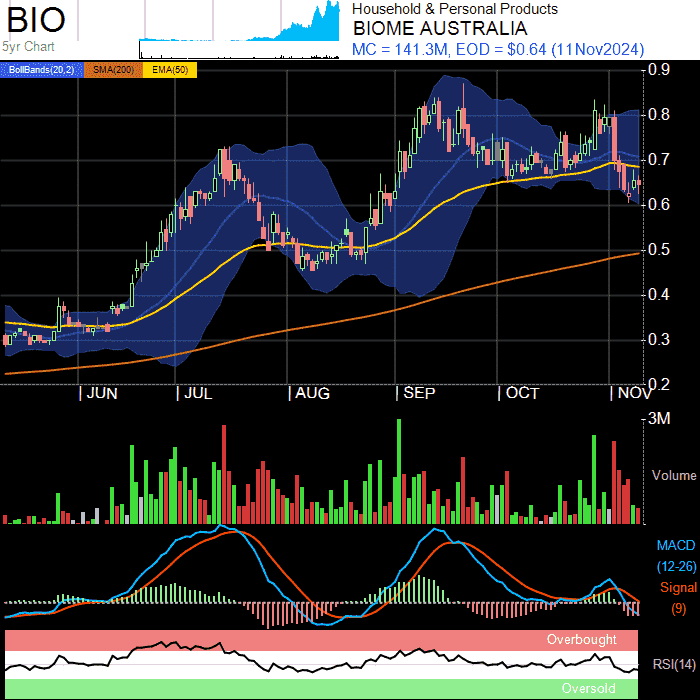 BIO
5yr Chart
Household & Personal Products
BIOME AUSTRALIA
MC = 141.3M, EOD = $0.64 (11Nov2024)
BollBands(20,2) SMA(200) EMA(50)
0.9
0.8
0.7
0.6
0.5
0.4
0.3
0.2
| JUN | JUL | AUG | SEP | OCT | NOV
3M
Volume
MACD
(12-26)
Signal
(9)
Overbought
RSI(14)
Oversold